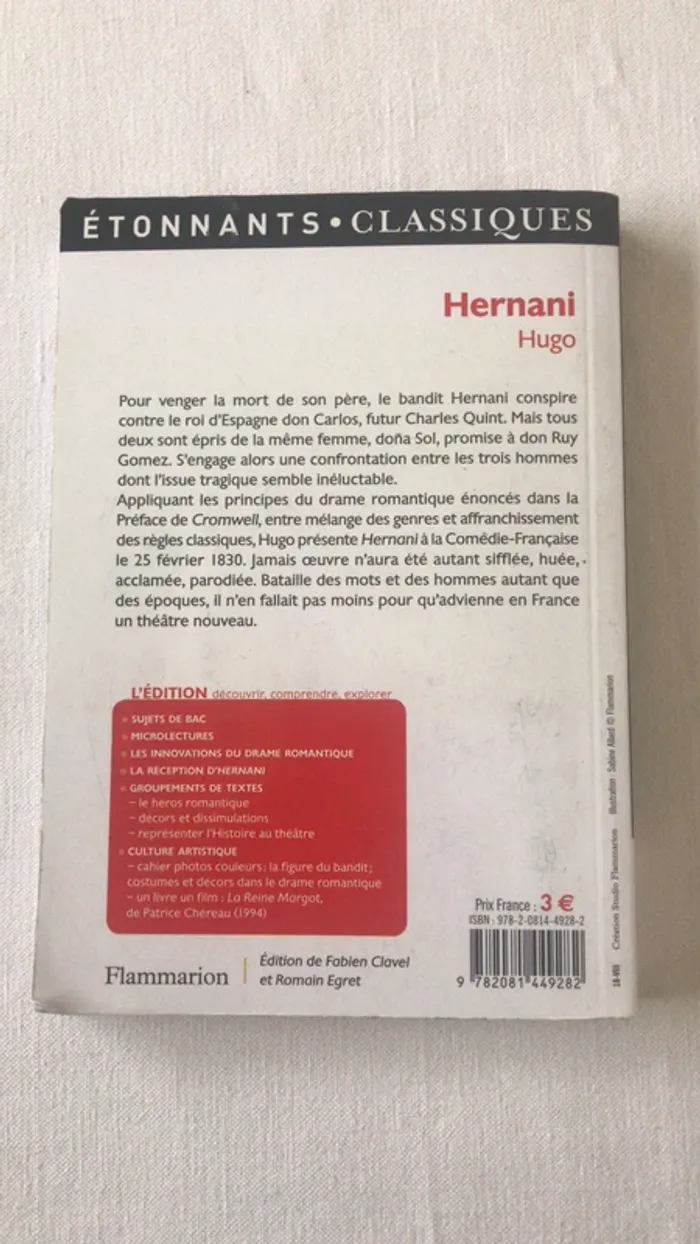 ÉTONNANTS • CLASSIQUES
Hernani
Hugo
Pour venger la mort de son père, le bandit Hernani conspire
contre le roi d'Espagne don Carlos, futur Charles Quint. Mais tous
deux sont épris de la même femme, doña Sol, promise à don Ruy
Gomez. S'engage alors une confrontation entre les trois hommes
dont l'issue tragique semble inéluctable.
Appliquant les principes du drame romantique énoncés dans la
Préface de Cromwell, entre mélange des genres et affranchissement
des règles classiques, Hugo présente Hernani à la Comédie-Française
le 25 février 1830. Jamais œuvre n'aura été autant sifflée, huée,
acclamée, parodiée. Bataille des mots et des hommes autant que
des époques, il n'en fallait pas moins pour qu'advienne en France
un théâtre nouveau.
L'ÉDITION découvrir, comprendre, explorer
• SUJETS DE BAC
• MICROLECTURES
• LES INNOVATIONS DU DRAME ROMANTIQUE
• LA RÉCEPTION D'HERNANI
• GROUPEMENTS DE TEXTES
– le héros romantique
– décors et dissimulations
– représenter l'Histoire au théâtre
• CULTURE ARTISTIQUE
– cahier photos couleurs : la figure du bandit ;
costumes et décors dans le drame romantique
– un livre un film : La Reine Margot,
de Patrice Chéreau (1994)
Flammarion
Édition de Fabien Clavel
et Romain Egret
Prix France : 3 €
ISBN : 978-2-0814-4928-2
9 782081 449282
Création Studio Flammarion Illustration : Sabine Allard © Flammarion